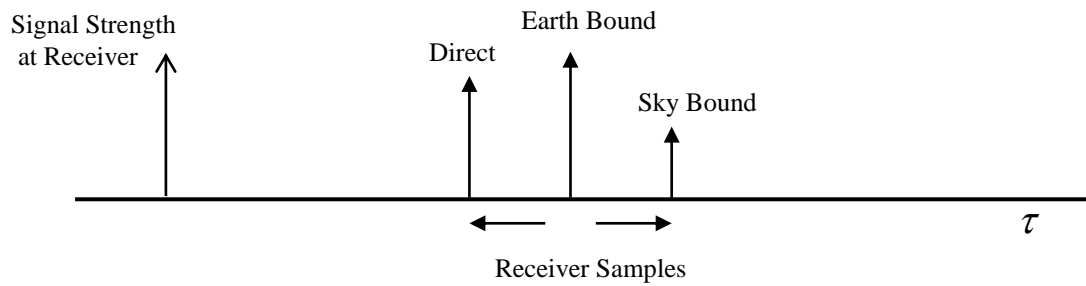 Signal Strength
at Receiver
Direct
Earth Bound
Sky Bound
τ
Receiver Samples